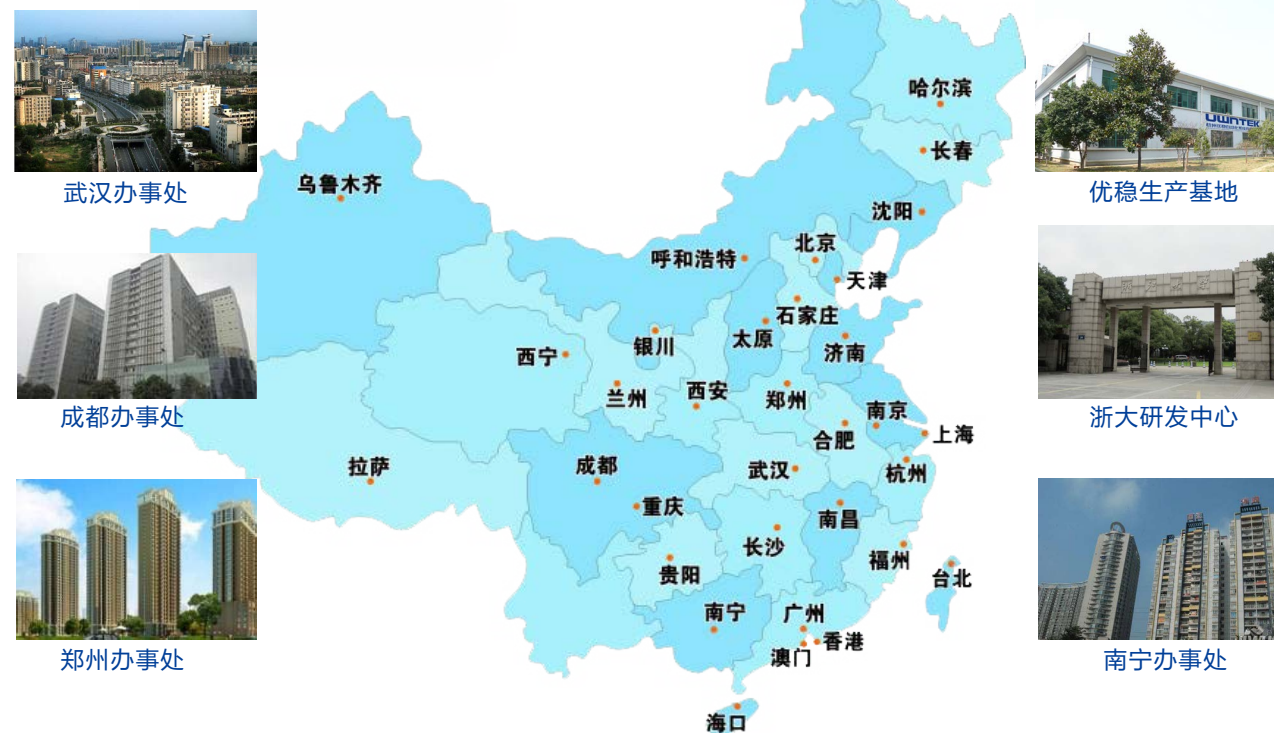 武汉办事处
成都办事处
郑州办事处
哈尔滨
长春
沈阳
乌鲁木齐
呼和浩特
北京
天津
石家庄
太原
银川
西宁
济南
兰州
西安
郑州
南京
合肥
上海
拉萨
成都
武汉
杭州
重庆
南昌
长沙
福州
贵阳
台北
南宁
广州
香港
澳门
海口
UWNTEK
优稳生产基地
浙大研发中心
南宁办事处